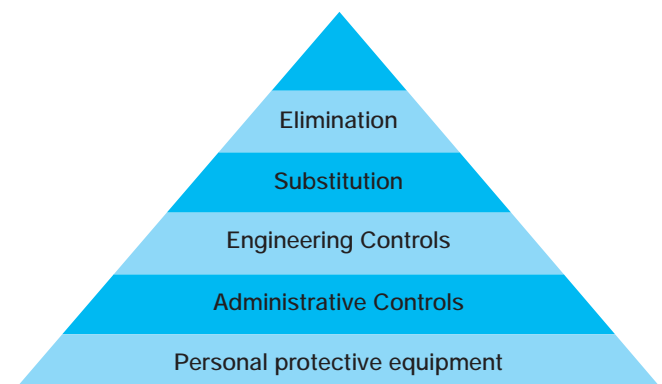 Elimination
Substitution
Engineering Controls
Administrative Controls
Personal protective equipment